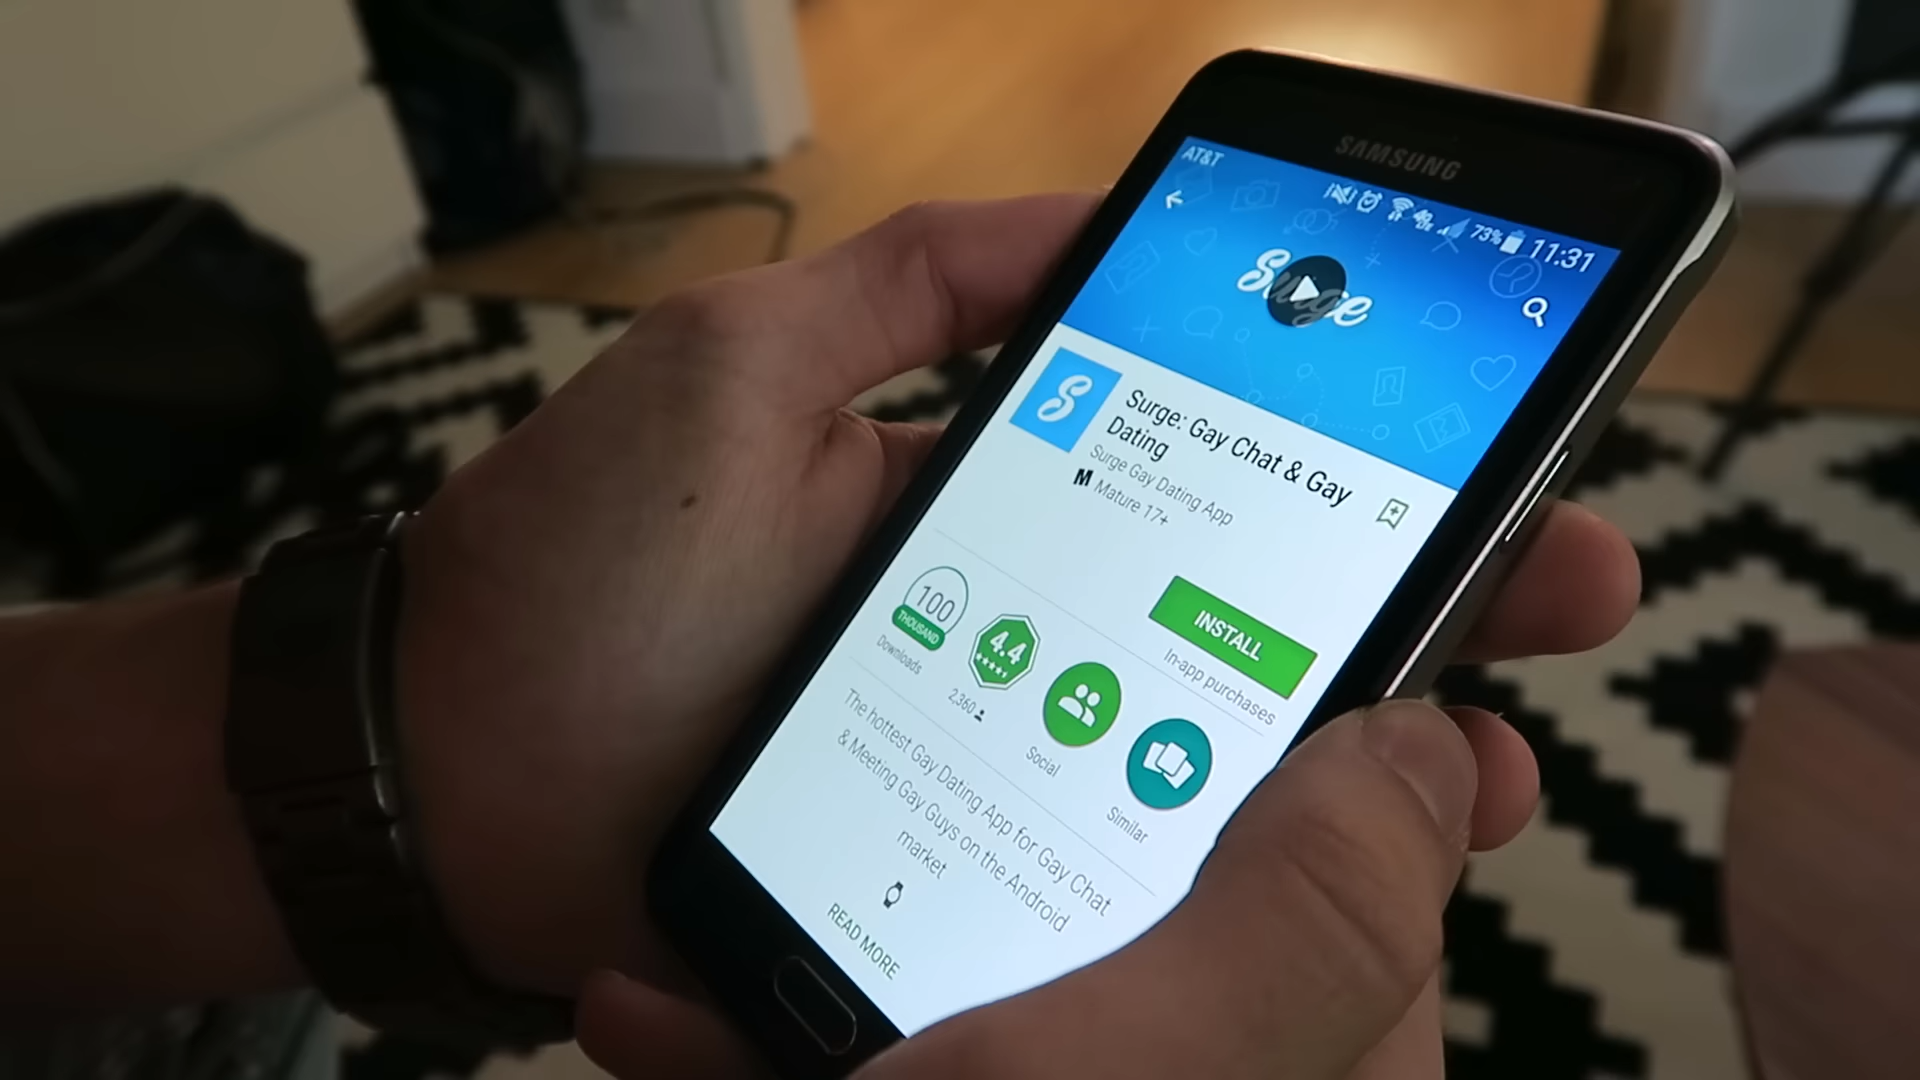 SAMSUNG
AT&T
73% 11:31
Surge
S
Surge: Gay Chat & Gay
Dating
Surge Gay Dating App
M Mature 17+
INSTALL
In-app purchases
100
THOUSAND
Downloads
4.4
2,360
Social
Similar
The hottest Gay Dating App for Gay Chat
& Meeting Gay Guys on the Android
market
READ MORE